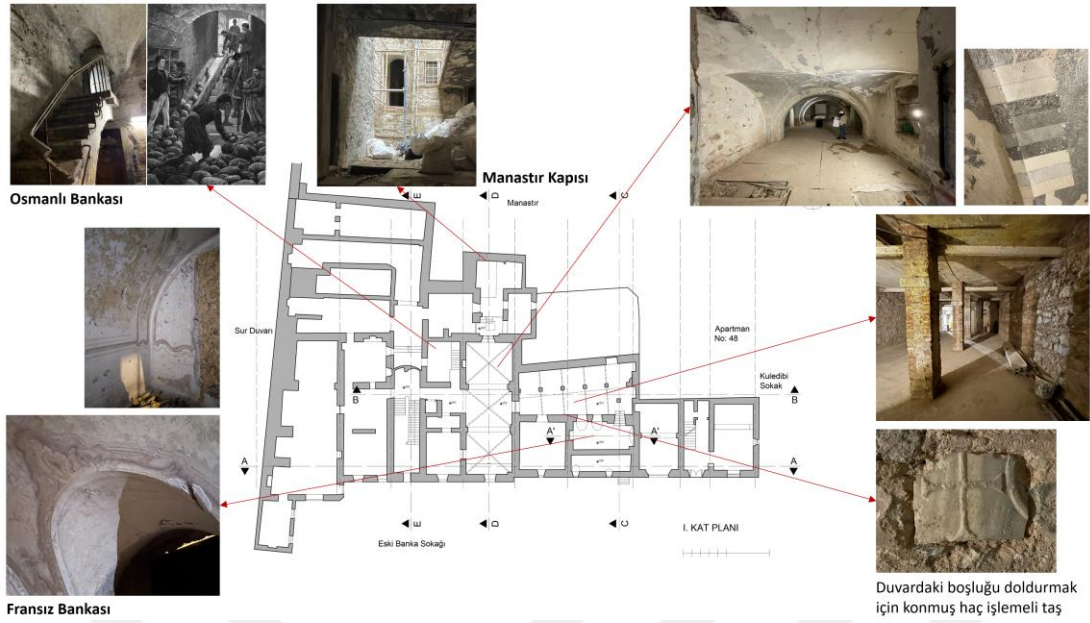 Osmanlı Bankası
Manastır Kapısı
E
D
C
Manastır
Sur Duvarı
Apartman
No: 48
Kuledibi
Sokak
B
B
A'
A'
A
A
E
D
C
Eski Banka Sokağı
I. KAT PLANI
Fransız Bankası
Duvardaki boşluğu doldurmak
için konmuş haç işlemeli taş